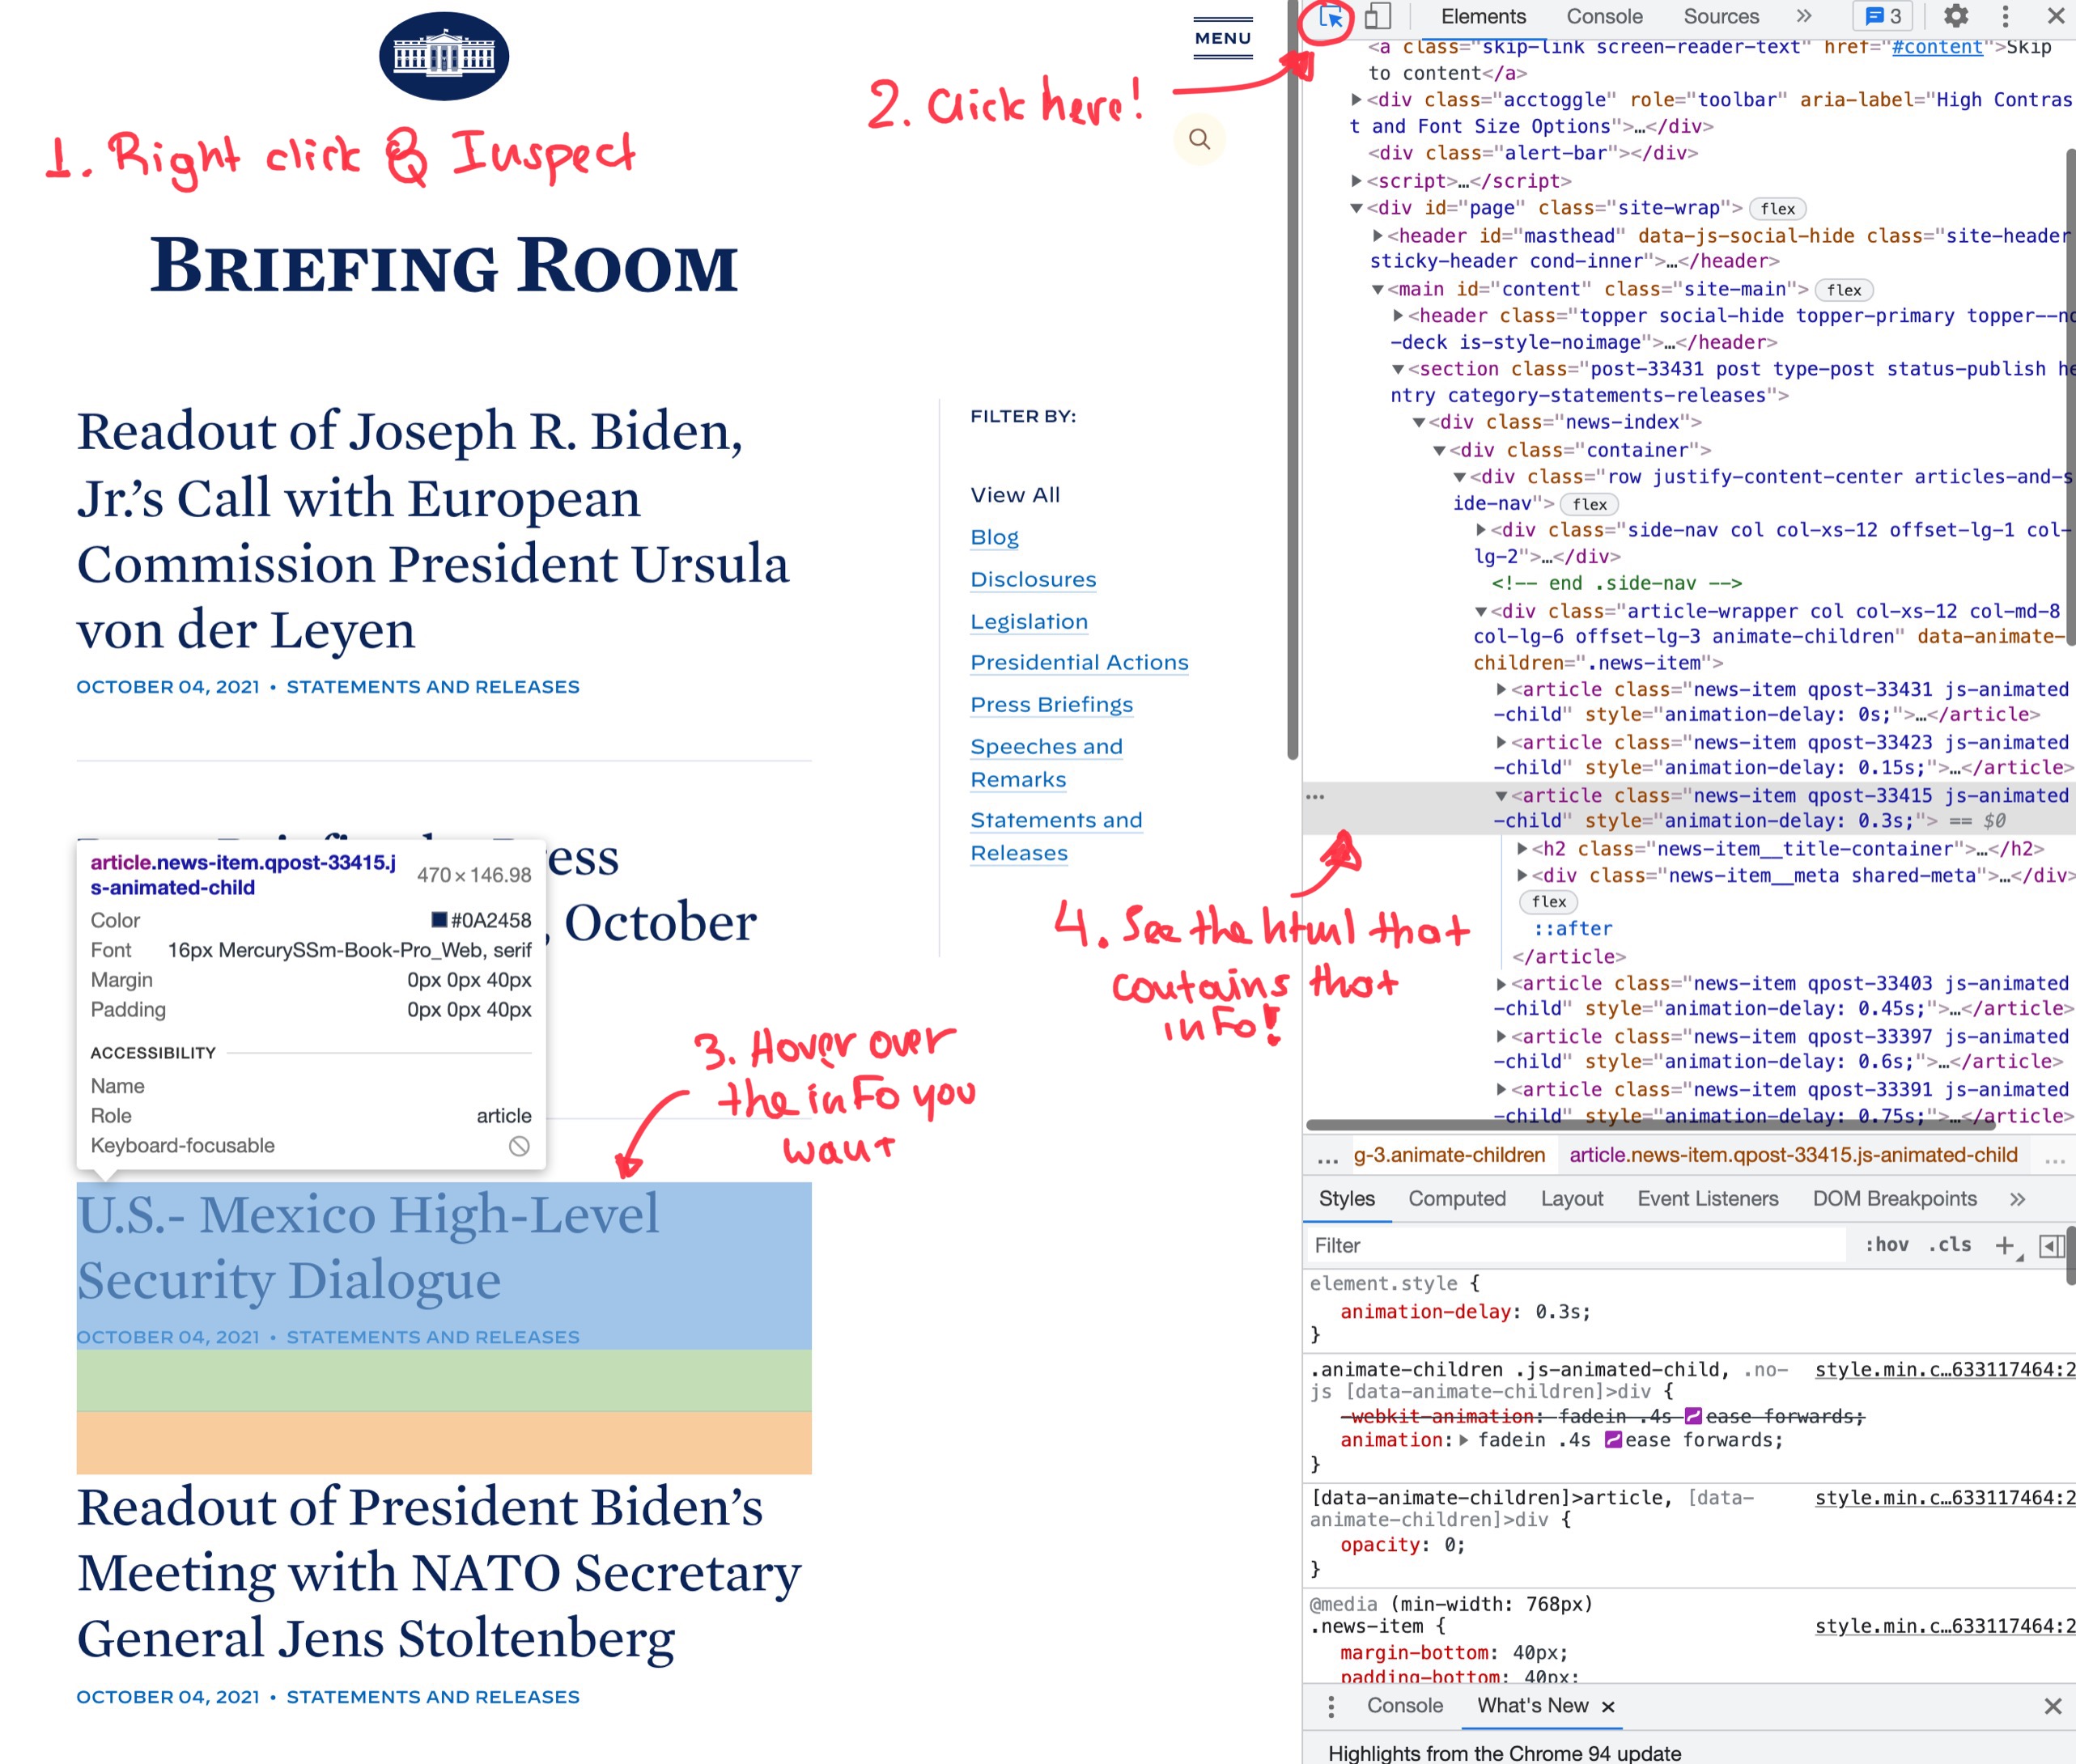 MENU
2. Click here!
1. Right click & Inspect
BRIEFING ROOM
Readout of Joseph R. Biden,
Jr.’s Call with European
Commission President Ursula
von der Leyen
OCTOBER 04, 2021 • STATEMENTS AND RELEASES
FILTER BY:
View All
Blog
Disclosures
Legislation
Presidential Actions
Press Briefings
Speeches and
Remarks
Statements and
Releases
ess
, October
article.news-item.qpost-33415.j
s-animated-child
470 × 146.98
Color #0A2458
Font 16px MercurySSm-Book-Pro_Web, serif
Margin 0px 0px 40px
Padding 0px 0px 40px
ACCESSIBILITY
Name
Role article
Keyboard-focusable
3. Hover over
the info you
want
4. See the html that
contains that
info!
U.S.- Mexico High-Level
Security Dialogue
OCTOBER 04, 2021 • STATEMENTS AND RELEASES
Readout of President Biden’s
Meeting with NATO Secretary
General Jens Stoltenberg
OCTOBER 04, 2021 • STATEMENTS AND RELEASES
Elements Console Sources » 3
<a class="skip-link screen-reader-text" href="#content">Skip
to content</a>
<div class="acctoggle" role="toolbar" aria-label="High Contras
t and Font Size Options">…</div>
<div class="alert-bar"></div>
<script>…</script>
<div id="page" class="site-wrap"> flex
<header id="masthead" data-js-social-hide class="site-header
sticky-header cond-inner">…</header>
<main id="content" class="site-main"> flex
<header class="topper social-hide topper-primary topper--no
-deck is-style-noimage">…</header>
<section class="post-33431 post type-post status-publish he
ntry category-statements-releases">
<div class="news-index">
<div class="container">
<div class="row justify-content-center articles-and-s
ide-nav"> flex
<div class="side-nav col col-xs-12 offset-lg-1 col-
lg-2">…</div>
<!-- end .side-nav -->
<div class="article-wrapper col col-xs-12 col-md-8
col-lg-6 offset-lg-3 animate-children" data-animate-
children=".news-item">
<article class="news-item qpost-33431 js-animated
-child" style="animation-delay: 0s;">…</article>
<article class="news-item qpost-33423 js-animated
-child" style="animation-delay: 0.15s;">…</article>
<article class="news-item qpost-33415 js-animated
-child" style="animation-delay: 0.3s;"> == $0
<h2 class="news-item__title-container">…</h2>
<div class="news-item__meta shared-meta">…</div>
flex
::after
</article>
<article class="news-item qpost-33403 js-animated
-child" style="animation-delay: 0.45s;">…</article>
<article class="news-item qpost-33397 js-animated
-child" style="animation-delay: 0.6s;">…</article>
<article class="news-item qpost-33391 js-animated
-child" style="animation-delay: 0.75s;">…</article>
… g-3.animate-children article.news-item.qpost-33415.js-animated-child …
Styles Computed Layout Event Listeners DOM Breakpoints »
Filter :hov .cls +
element.style {
animation-delay: 0.3s;
}
.animate-children .js-animated-child, .no- style.min.c…633117464:2
js [data-animate-children]>div {
-webkit-animation: fadein .4s ease forwards;
animation: fadein .4s ease forwards;
}
[data-animate-children]>article, [data- style.min.c…633117464:2
animate-children]>div {
opacity: 0;
}
@media (min-width: 768px)
.news-item { style.min.c…633117464:2
margin-bottom: 40px;
padding-bottom: 40px;
Console What's New ×
Highlights from the Chrome 94 update